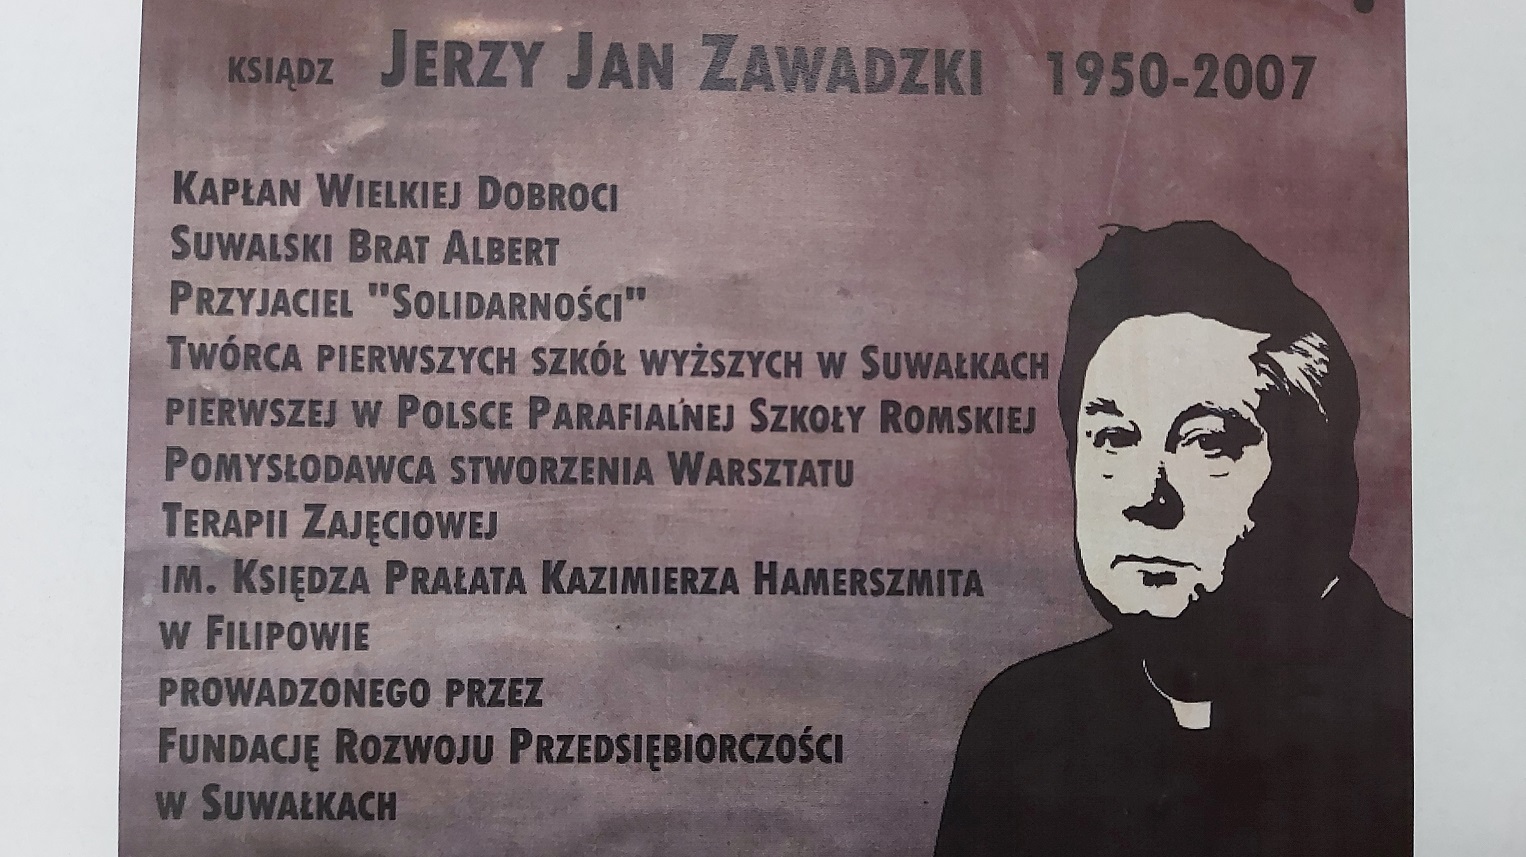 KSIĄDZ JERZY JAN ZAWADZKI 1950-2007
KAPŁAN WIELKIEJ DOBROCI
SUWALSKI BRAT ALBERT
PRZYJACIEL "SOLIDARNOŚCI"
TWÓRCA PIERWSZYCH SZKÓŁ WYŻSZYCH W SUWAŁKACH
PIERWSZEJ W POLSCE PARAFIALNEJ SZKOŁY ROMSKIEJ
POMYSŁODAWCA STWORZENIA WARSZTATU
TERAPII ZAJĘCIOWEJ
IM. KSIĘDZA PRAŁATA KAZIMIERZA HAMERSZMITA
W FILIPOWIE
PROWADZONEGO PRZEZ
FUNDACJĘ ROZWOJU PRZEDSIĘBIORCZOŚCI
W SUWAŁKACH